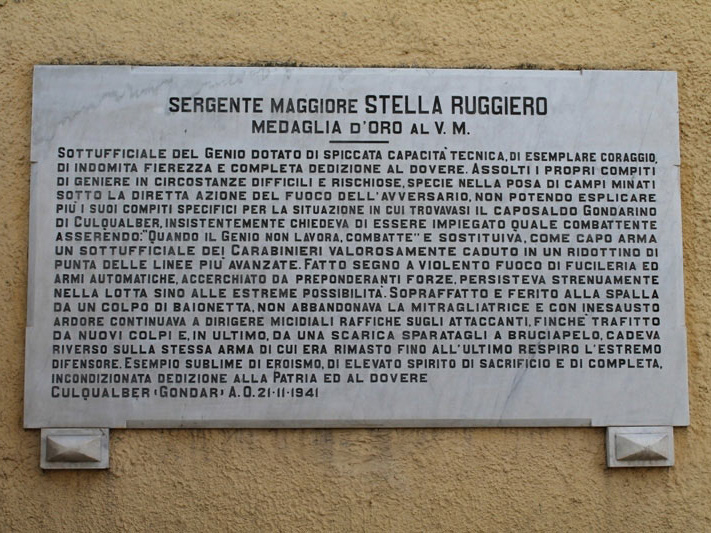 SERGENTE MAGGIORE STELLA RUGGIERO
MEDAGLIA D'ORO AL V. M.
SOTTUFFICIALE DEL GENIO DOTATO DI SPICCATA CAPACITA' TECNICA, DI ESEMPLARE CORAGGIO,
DI INDOMITA FIEREZZA E COMPLETA DEDIZIONE AL DOVERE. ASSOLTI I PROPRI COMPITI
DI GENIERE IN CIRCOSTANZE DIFFICILI E RISCHIOSE, SPECIE NELLA POSA DI CAMPI MINATI
SOTTO LA DIRETTA AZIONE DEL FUOCO DELL'AVVERSARIO, NON POTENDO ESPLICARE
PIU' I SUOI COMPITI SPECIFICI PER LA SITUAZIONE IN CUI TROVAVASI IL CAPOSALDO GONDARINO
DI CULQUALBER, INSISTENTEMENTE CHIEDEVA DI ESSERE IMPIEGATO QUALE COMBATTENTE
ASSERENDO: "QUANDO IL GENIO NON LAVORA, COMBATTE" E SOSTITUIVA, COME CAPO ARMA
UN SOTTUFFICIALE DEI CARABINIERI VALOROSAMENTE CADUTO IN UN RIDOTTINO DI
PUNTA DELLE LINEE PIU' AVANZATE. FATTO SEGNO A VIOLENTO FUOCO DI FUCILERIA ED
ARMI AUTOMATICHE, ACCERCHIATO DA PREPONDERANTI FORZE, PERSISTEVA STRENUAMENTE
NELLA LOTTA SINO ALLE ESTREME POSSIBILITA'. SOPRAFFATTO E FERITO ALLA SPALLA
DA UN COLPO DI BAIONETTA, NON ABBANDONAVA LA MITRAGLIATRICE E CON INESAUSTO
ARDORE CONTINUAVA A DIRIGERE MICIDIALI RAFFICHE SUGLI ATTACCANTI, FINCHE' TRAFITTO
DA NUOVI COLPI E, IN ULTIMO, DA UNA SCARICA SPARATAGLI A BRUCIAPELO, CADEVA
RIVERSO SULLA STESSA ARMA DI CUI ERA RIMASTO FINO ALL'ULTIMO RESPIRO L'ESTREMO
DIFENSORE. ESEMPIO SUBLIME DI EROISMO, DI ELEVATO SPIRITO DI SACRIFICIO E DI COMPLETA,
INCONDIZIONATA DEDIZIONE ALLA PATRIA ED AL DOVERE
CULQUALBER (GONDAR) A.O. 21-11-1941